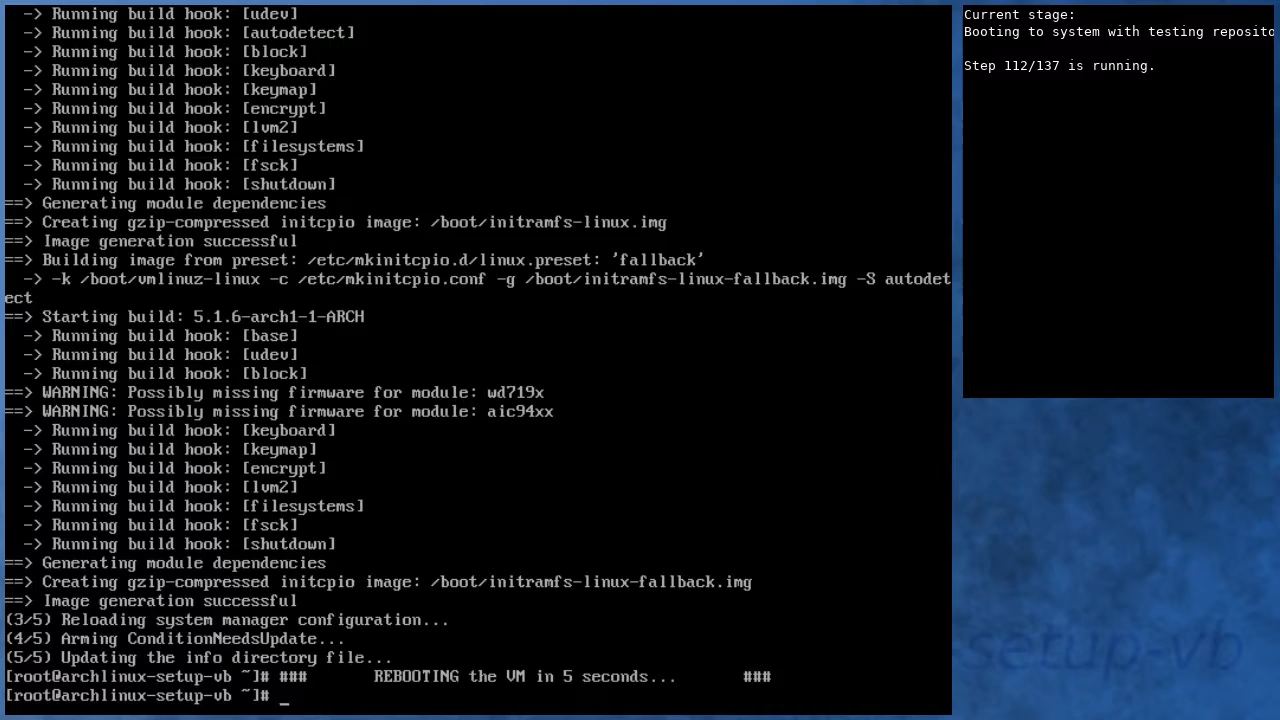 -> Running build hook: [udev]
  -> Running build hook: [autodetect]
  -> Running build hook: [block]
  -> Running build hook: [keyboard]
  -> Running build hook: [keymap]
  -> Running build hook: [encrypt]
  -> Running build hook: [lvm2]
  -> Running build hook: [filesystems]
  -> Running build hook: [fsck]
  -> Running build hook: [shutdown]
==> Generating module dependencies
==> Creating gzip-compressed initcpio image: /boot/initramfs-linux.img
==> Image generation successful
==> Building image from preset: /etc/mkinitcpio.d/linux.preset: 'fallback'
  -> -k /boot/vmlinuz-linux -c /etc/mkinitcpio.conf -g /boot/initramfs-linux-fallback.img -S autodet
ect
==> Starting build: 5.1.6-arch1-1-ARCH
  -> Running build hook: [base]
  -> Running build hook: [udev]
  -> Running build hook: [block]
==> WARNING: Possibly missing firmware for module: wd719x
==> WARNING: Possibly missing firmware for module: aic94xx
  -> Running build hook: [keyboard]
  -> Running build hook: [keymap]
  -> Running build hook: [encrypt]
  -> Running build hook: [lvm2]
  -> Running build hook: [filesystems]
  -> Running build hook: [fsck]
  -> Running build hook: [shutdown]
==> Generating module dependencies
==> Creating gzip-compressed initcpio image: /boot/initramfs-linux-fallback.img
==> Image generation successful
(3/5) Reloading system manager configuration...
(4/5) Arming ConditionNeedsUpdate...
(5/5) Updating the info directory file...
[root@archlinux-setup-vb ~]# ###       REBOOTING the VM in 5 seconds...       ###
[root@archlinux-setup-vb ~]# _
Current stage:
Booting to system with testing reposito
Step 112/137 is running.
setup-vb